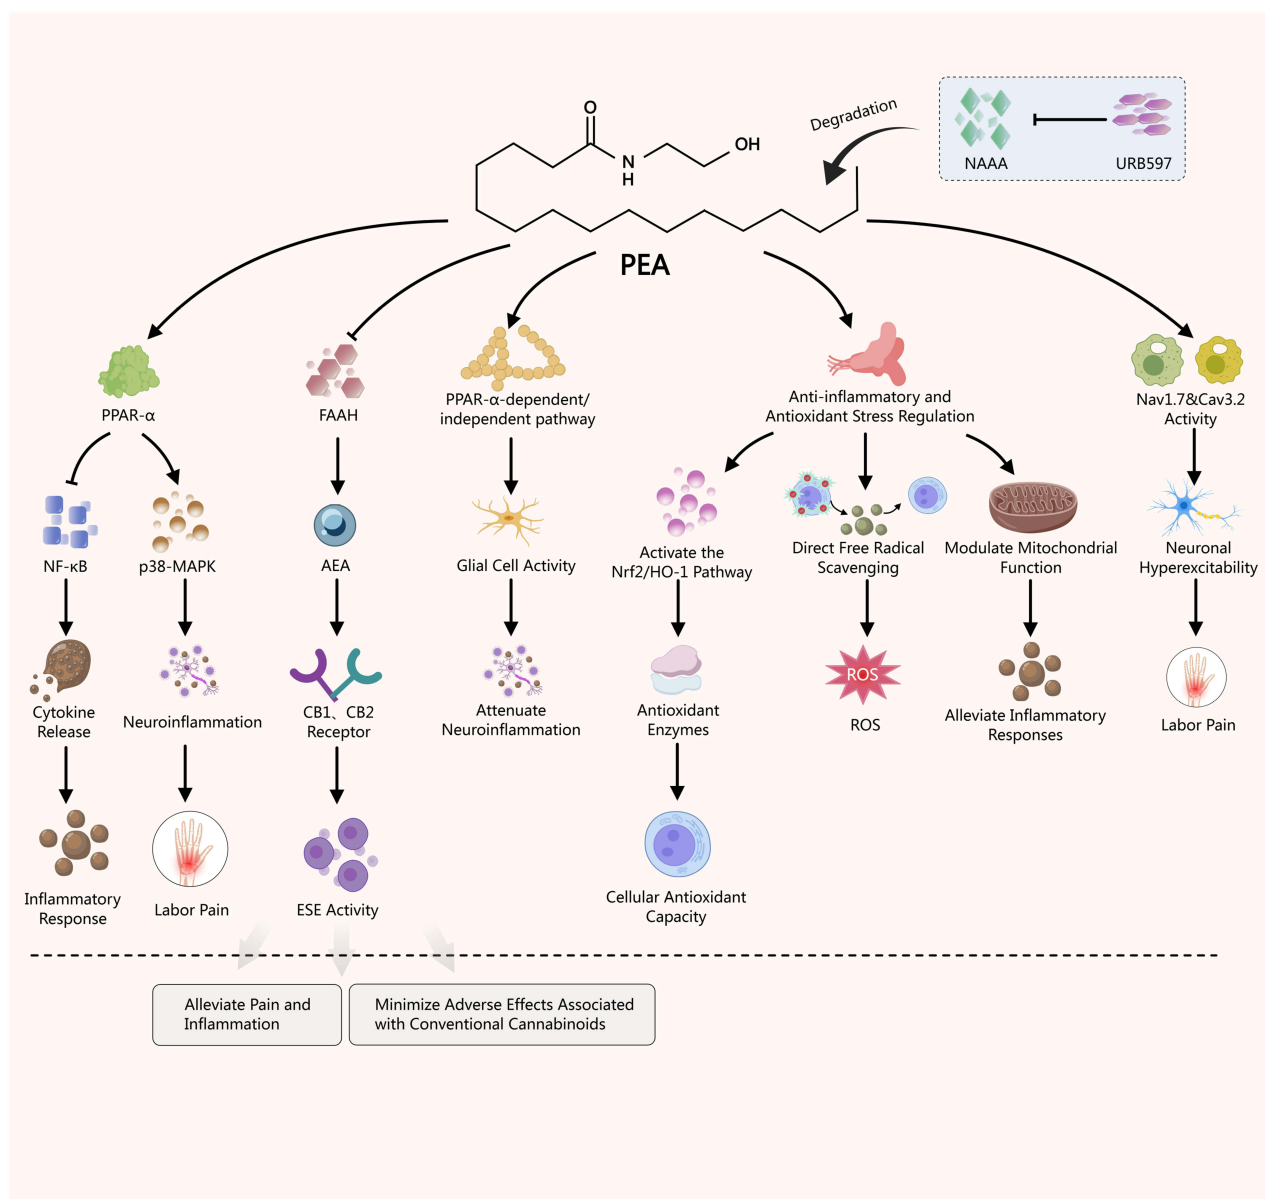 O
OH
N
H
Degradation
NAAA
URB597
PEA
PPAR-α
FAAH
PPAR-α-dependent/
independent pathway
Anti-inflammatory and
Antioxidant Stress Regulation
Nav1.7&Cav3.2
Activity
NF-κB
p38-MAPK
AEA
Glial Cell Activity
Activate the
Nrf2/HO-1 Pathway
Direct Free Radical
Scavenging
Modulate Mitochondrial
Function
Neuronal
Hyperexcitability
Cytokine
Release
Neuroinflammation
CB1、CB2
Receptor
Attenuate
Neuroinflammation
Antioxidant
Enzymes
ROS
ROS
Alleviate Inflammatory
Responses
Labor Pain
Inflammatory
Response
Labor Pain
ESE Activity
Cellular Antioxidant
Capacity
Alleviate Pain and
Inflammation
Minimize Adverse Effects Associated
with Conventional Cannabinoids